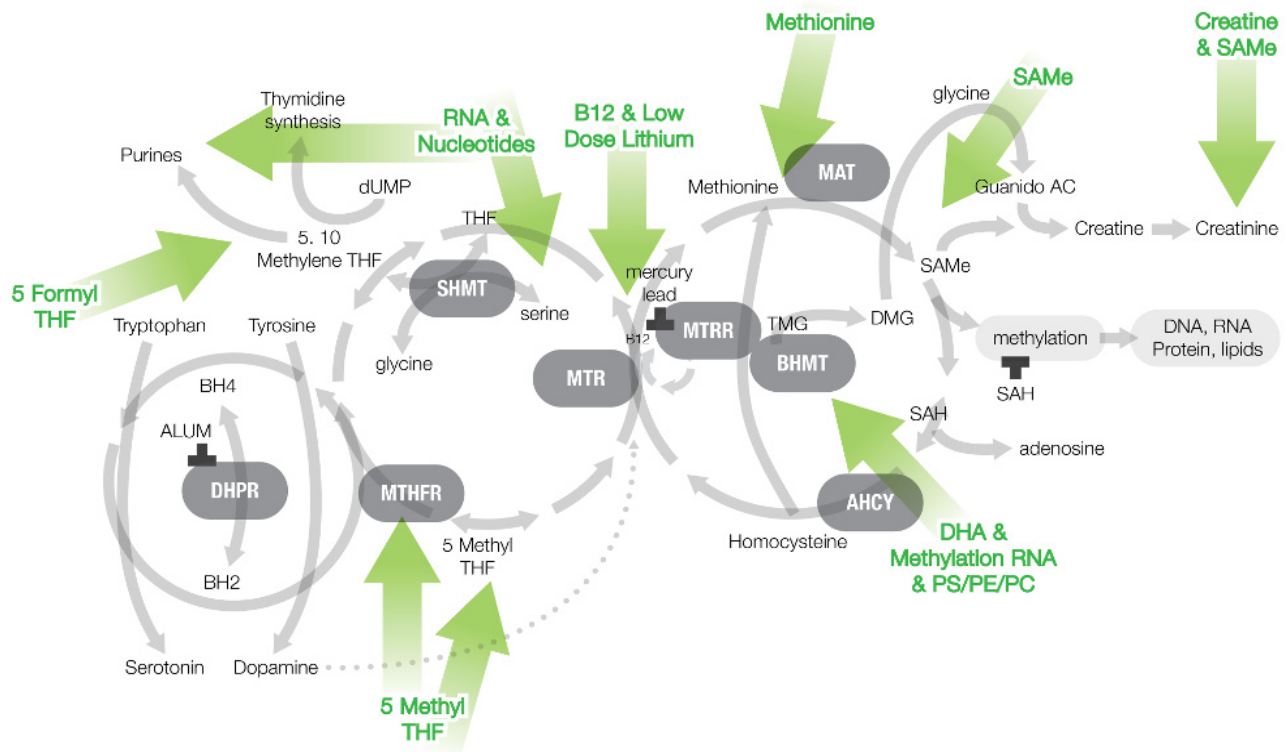 Methionine
Creatine
& SAMe
SAMe
glycine
Thymidine
synthesis
RNA &
Nucleotides
B12 & Low
Dose Lithium
Purines
dUMP
MAT
Methionine
Guanido AC
THF
5. 10
Methylene THF
Creatine
Creatinine
5 Formyl
THF
SHMT
serine
mercury
lead
SAMe
Tryptophan
Tyrosine
glycine
B12
MTRR
TMG
DMG
methylation
DNA, RNA
Protein, lipids
MTR
BHMT
BH4
SAH
SAH
ALUM
adenosine
DHPR
MTHFR
AHCY
5 Methyl
THF
Homocysteine
DHA &
Methylation RNA
& PS/PE/PC
BH2
Serotonin
Dopamine
5 Methyl
THF